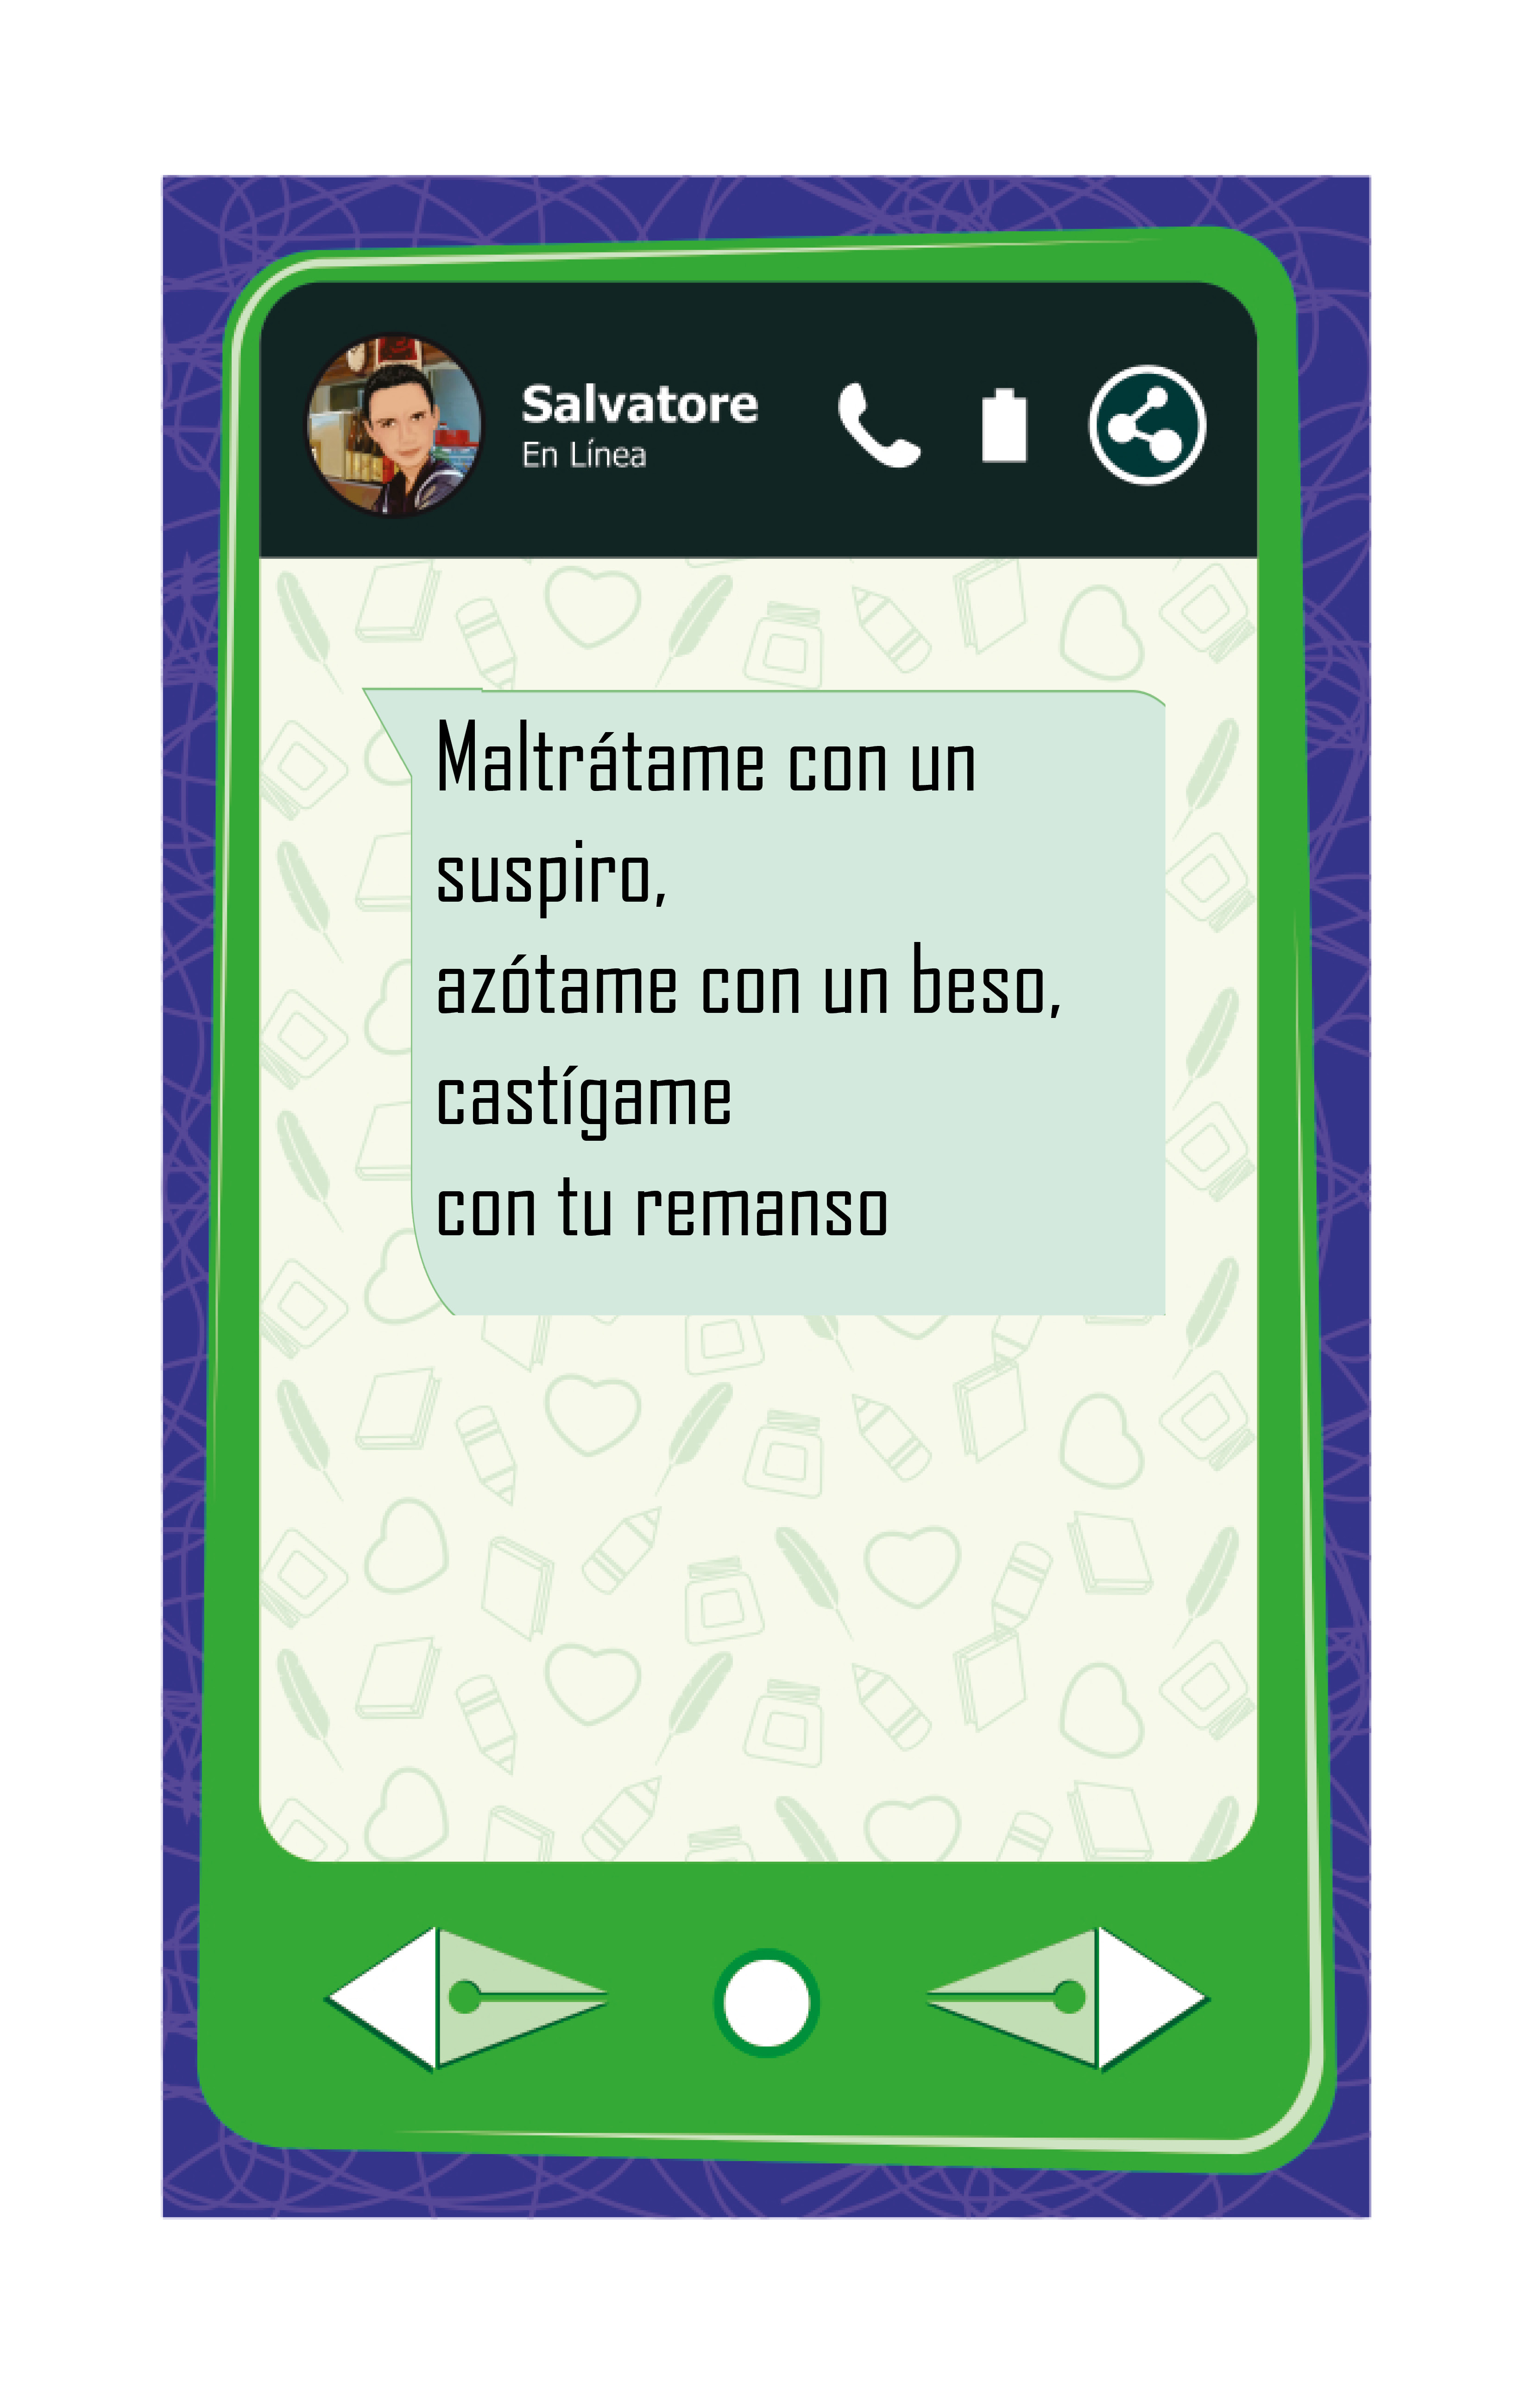 Salvatore
En Línea
Maltrátame con un
suspiro,
azótame con un beso,
castígame
con tu remanso